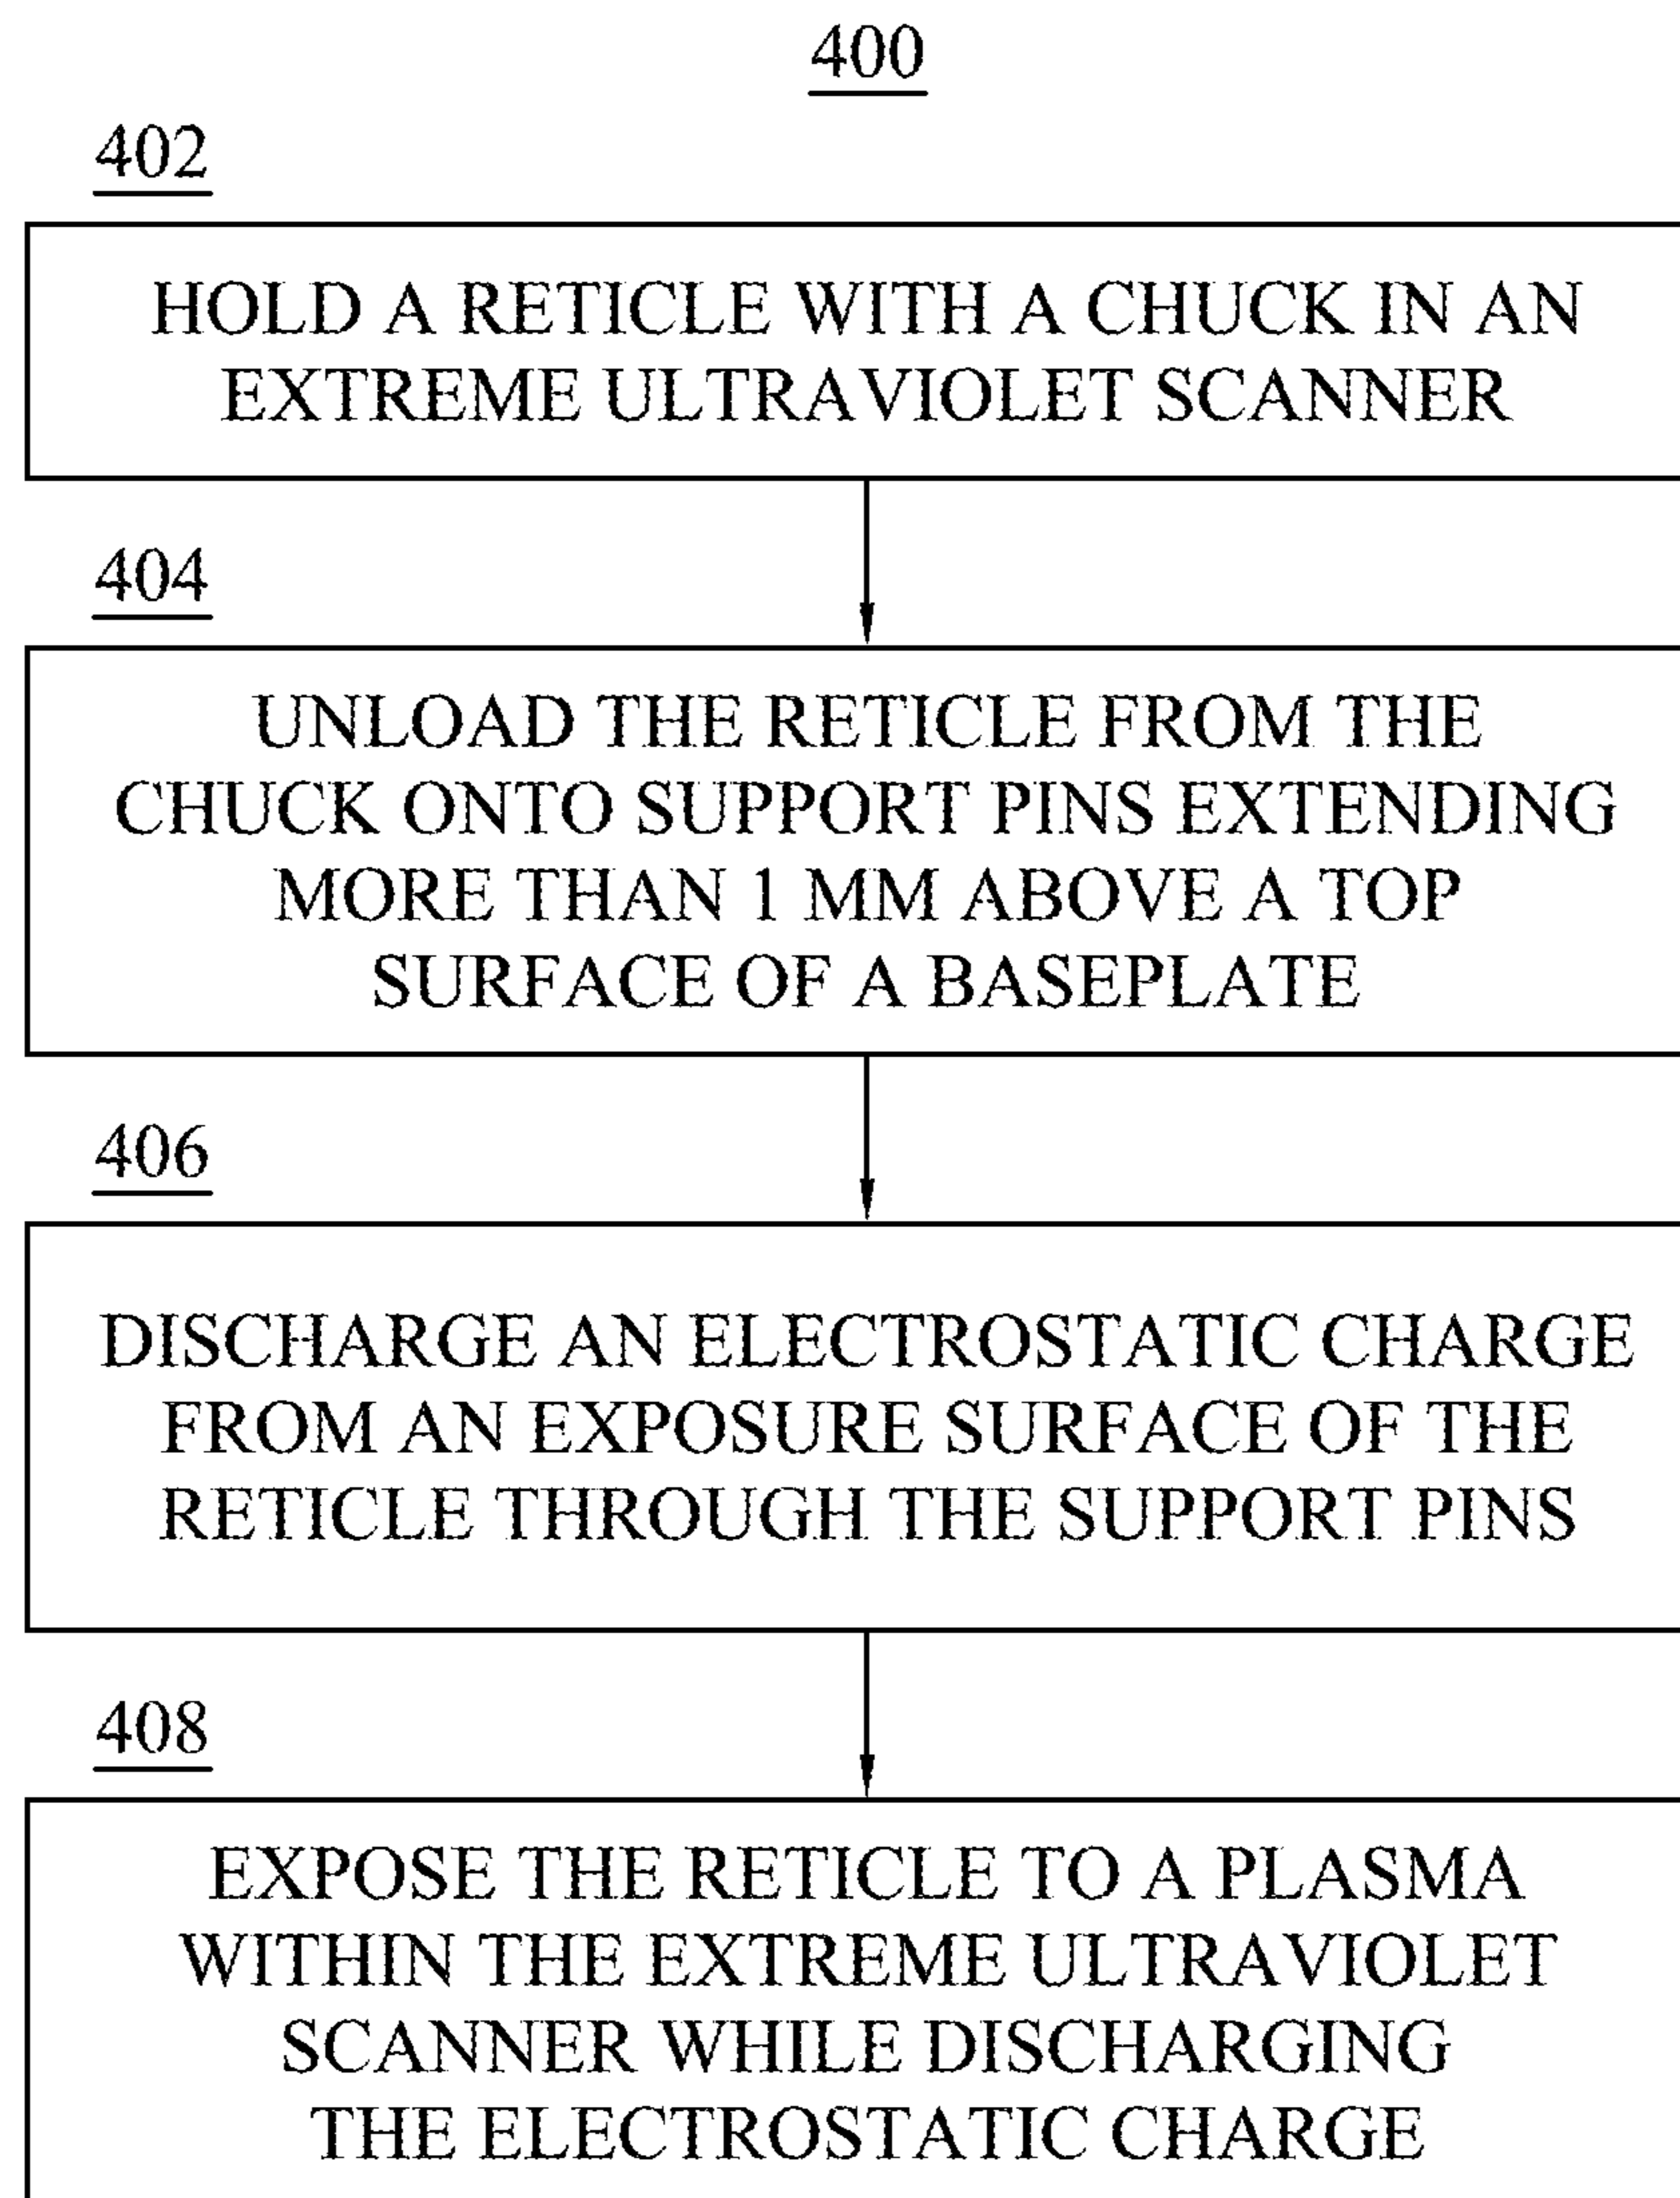 400
402
HOLD A RETICLE WITH A CHUCK IN AN
EXTREME ULTRAVIOLET SCANNER
404
UNLOAD THE RETICLE FROM THE
CHUCK ONTO SUPPORT PINS EXTENDING
MORE THAN 1 MM ABOVE A TOP
SURFACE OF A BASEPLATE
406
DISCHARGE AN ELECTROSTATIC CHARGE
FROM AN EXPOSURE SURFACE OF THE
RETICLE THROUGH THE SUPPORT PINS
408
EXPOSE THE RETICLE TO A PLASMA
WITHIN THE EXTREME ULTRAVIOLET
SCANNER WHILE DISCHARGING
THE ELECTROSTATIC CHARGE